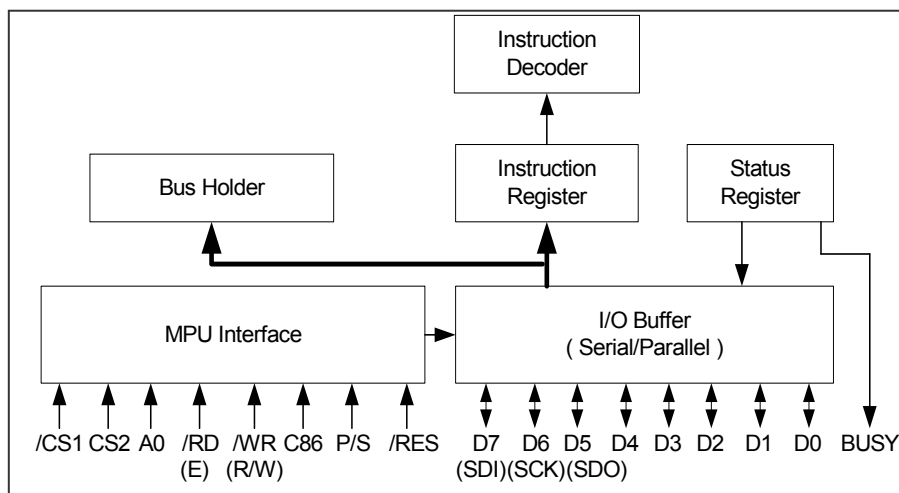 Instruction
Decoder
Bus Holder
Instruction
Register
Status
Register
MPU Interface
I/O Buffer
( Serial/Parallel )
/CS1 CS2 A0 /RD /WR C86 P/S /RES D7 D6 D5 D4 D3 D2 D1 D0 BUSY
(E) (R/W) (SDI) (SCK) (SDO)